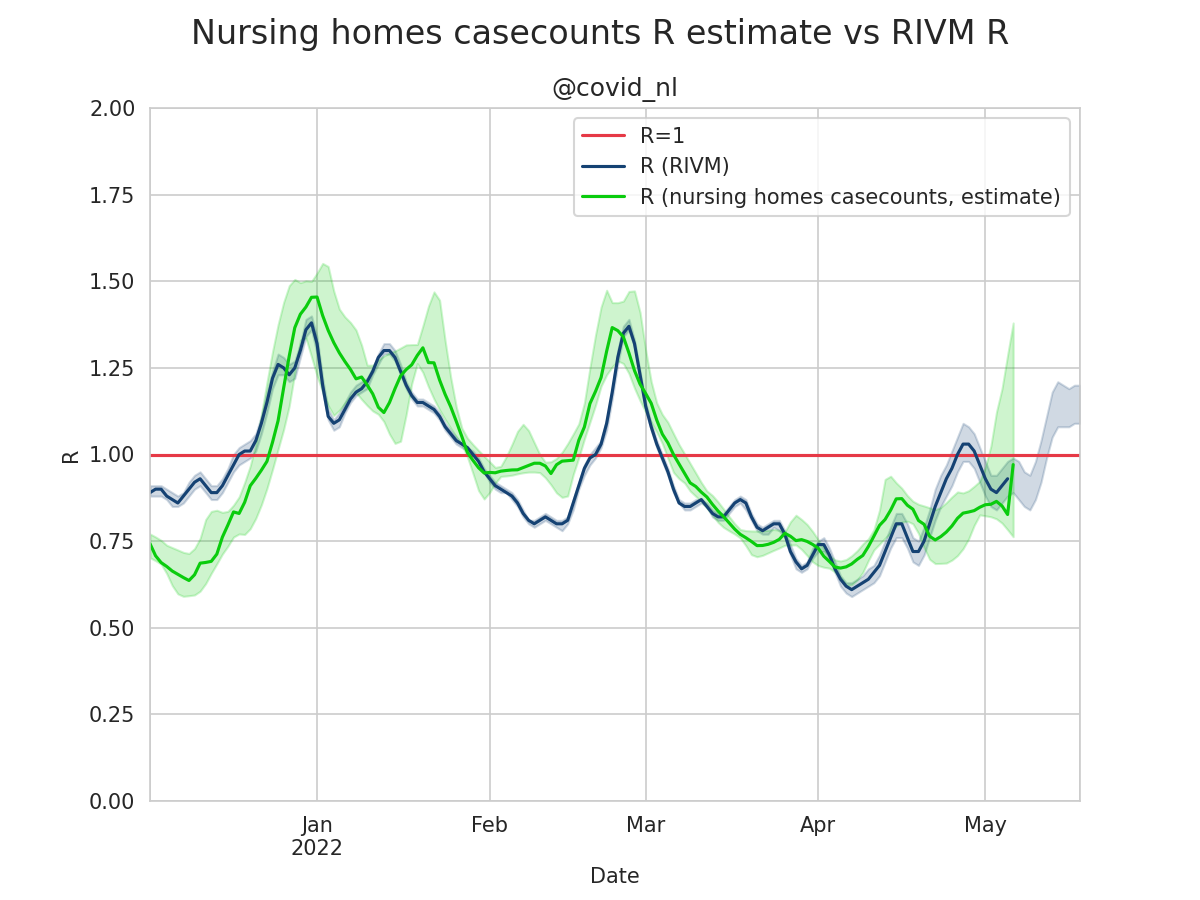 Nursing homes casecounts R estimate vs RIVM R
@covid_nl
R=1
R (RIVM)
R (nursing homes casecounts, estimate)
2.00
1.75
1.50
1.25
1.00
0.75
0.50
0.25
0.00
R
Jan
2022
Feb
Mar
Apr
May
Date